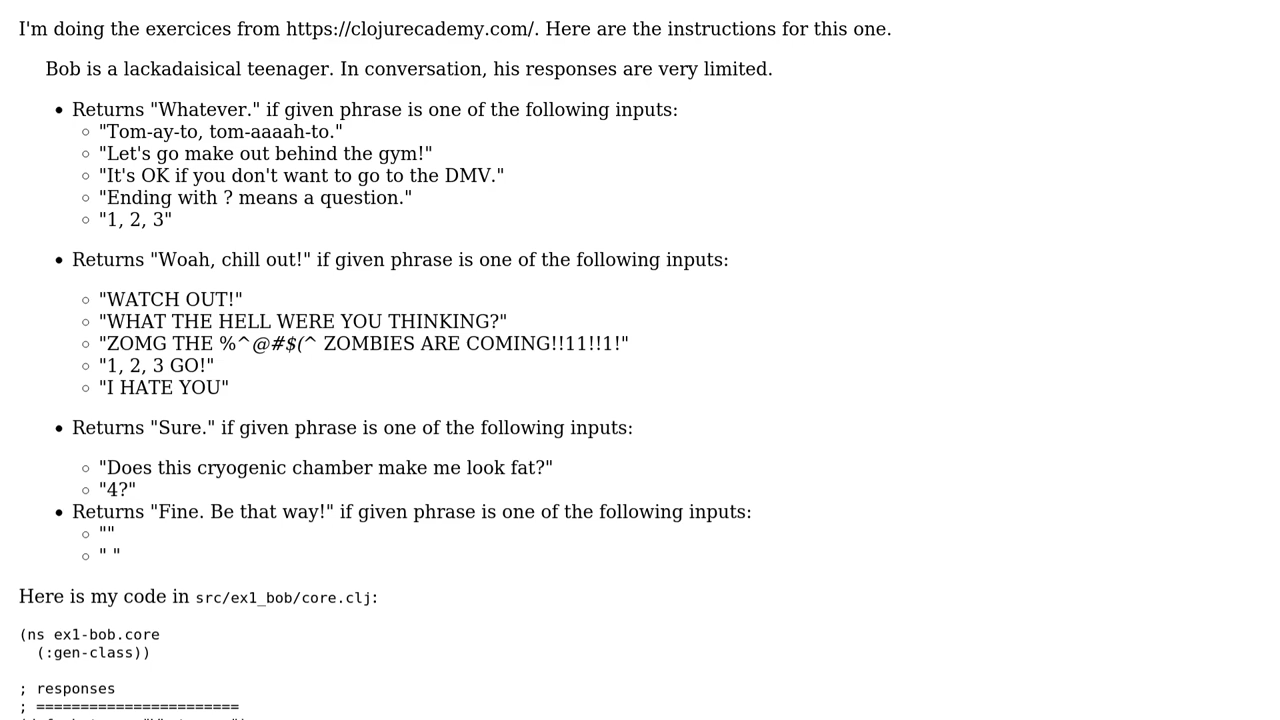 I'm doing the exercices from https://clojurecademy.com/. Here are the instructions for this one.
Bob is a lackadaisical teenager. In conversation, his responses are very limited.
• Returns "Whatever." if given phrase is one of the following inputs:
◦ "Tom-ay-to, tom-aaaah-to."
◦ "Let's go make out behind the gym!"
◦ "It's OK if you don't want to go to the DMV."
◦ "Ending with ? means a question."
◦ "1, 2, 3"
• Returns "Woah, chill out!" if given phrase is one of the following inputs:
◦ "WATCH OUT!"
◦ "WHAT THE HELL WERE YOU THINKING?"
◦ "ZOMG THE %^@#$(^ ZOMBIES ARE COMING!!11!!1!"
◦ "1, 2, 3 GO!"
◦ "I HATE YOU"
• Returns "Sure." if given phrase is one of the following inputs:
◦ "Does this cryogenic chamber make me look fat?"
◦ "4?"
• Returns "Fine. Be that way!" if given phrase is one of the following inputs:
◦ ""
◦ " "
Here is my code in src/ex1_bob/core.clj:
(ns ex1-bob.core
(:gen-class))
; responses
; =======================